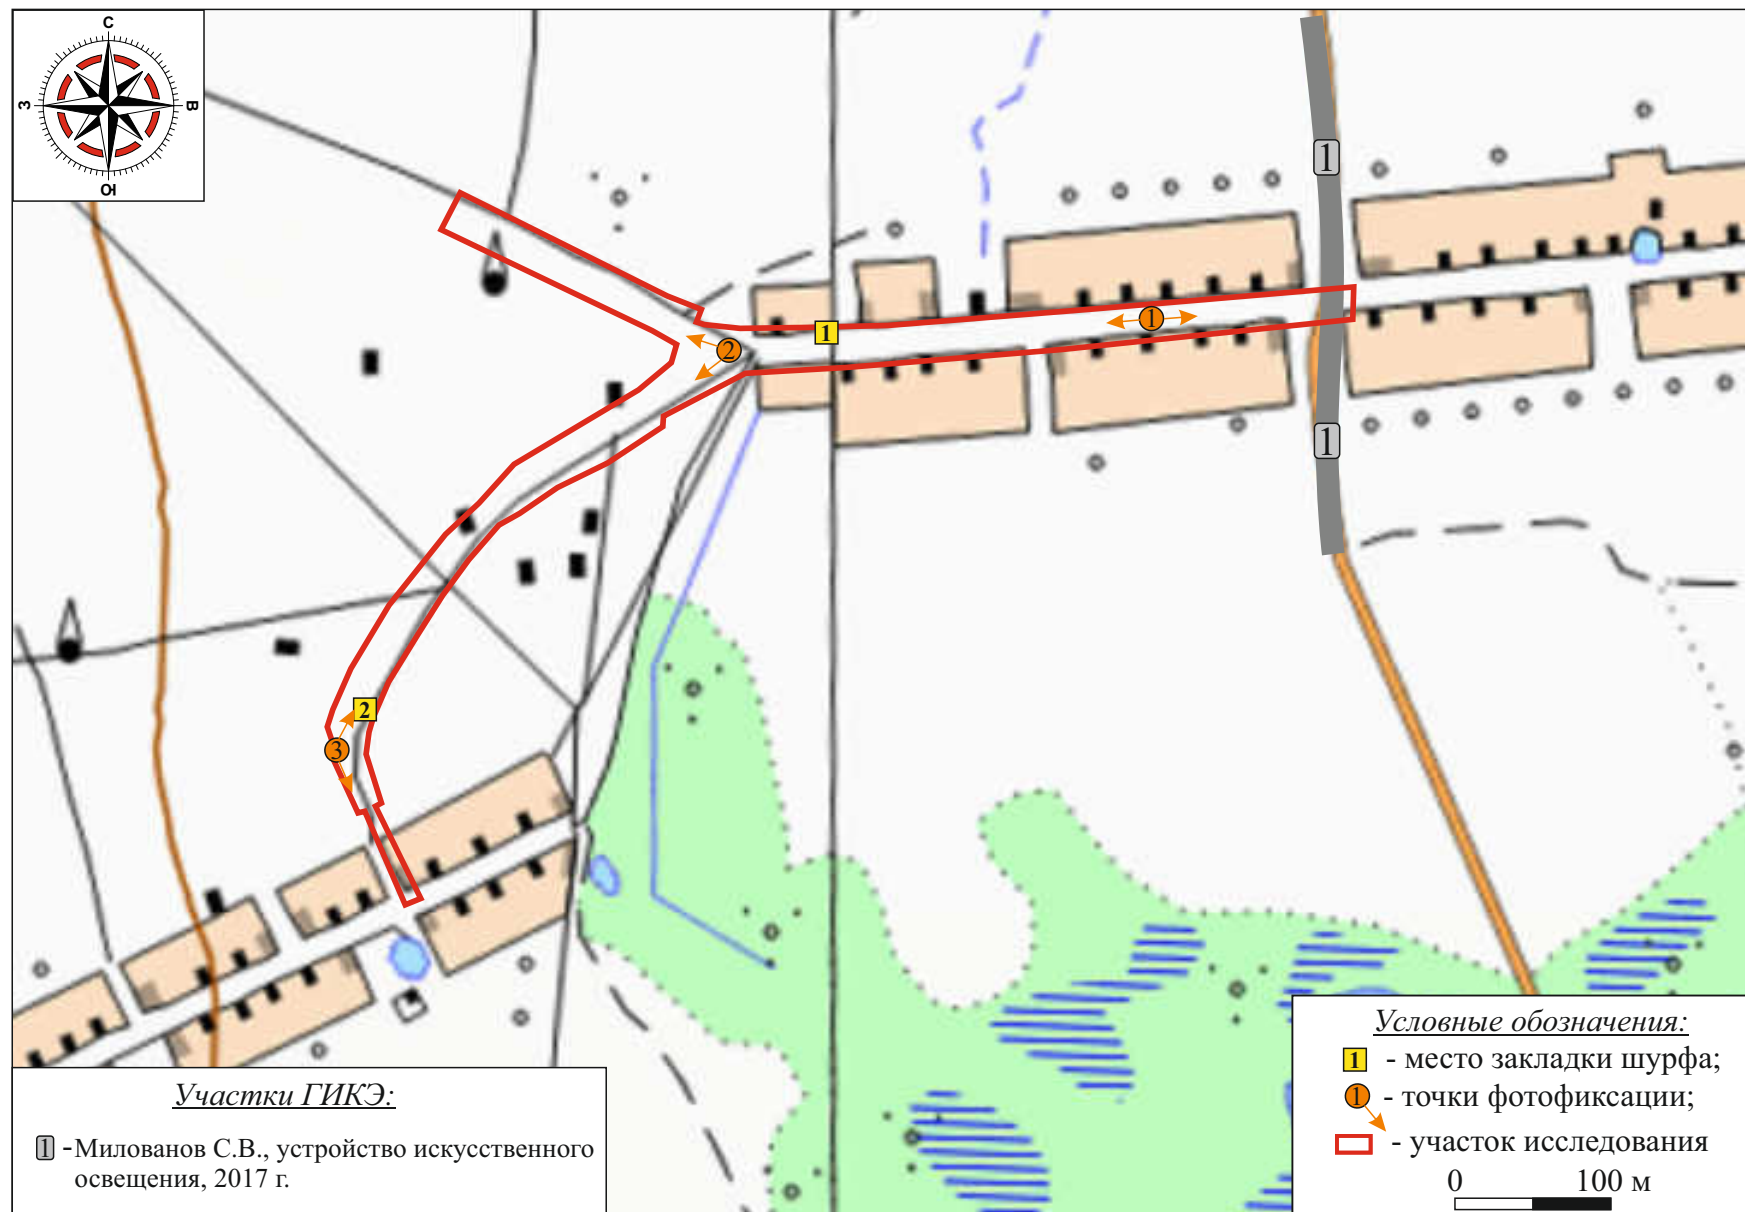 С
З
В
Ю
1
1
1
2
1
2
3
Участки ГИКЭ:
1 - Милованов С.В., устройство искусственного
освещения, 2017 г.
Условные обозначения:
1 - место закладки шурфа;
1 - точки фотофиксации;
- участок исследования
0 100 м